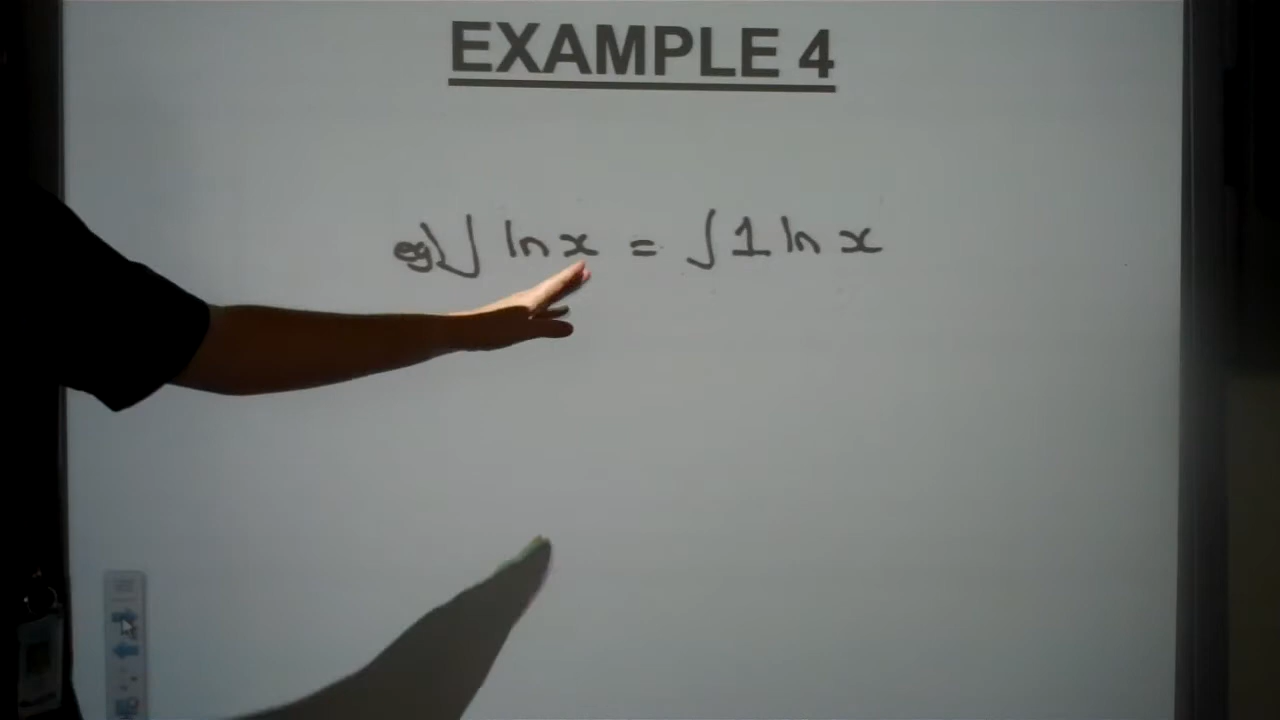 EXAMPLE 4
eg) ∫ ln x = ∫ 1 ln x